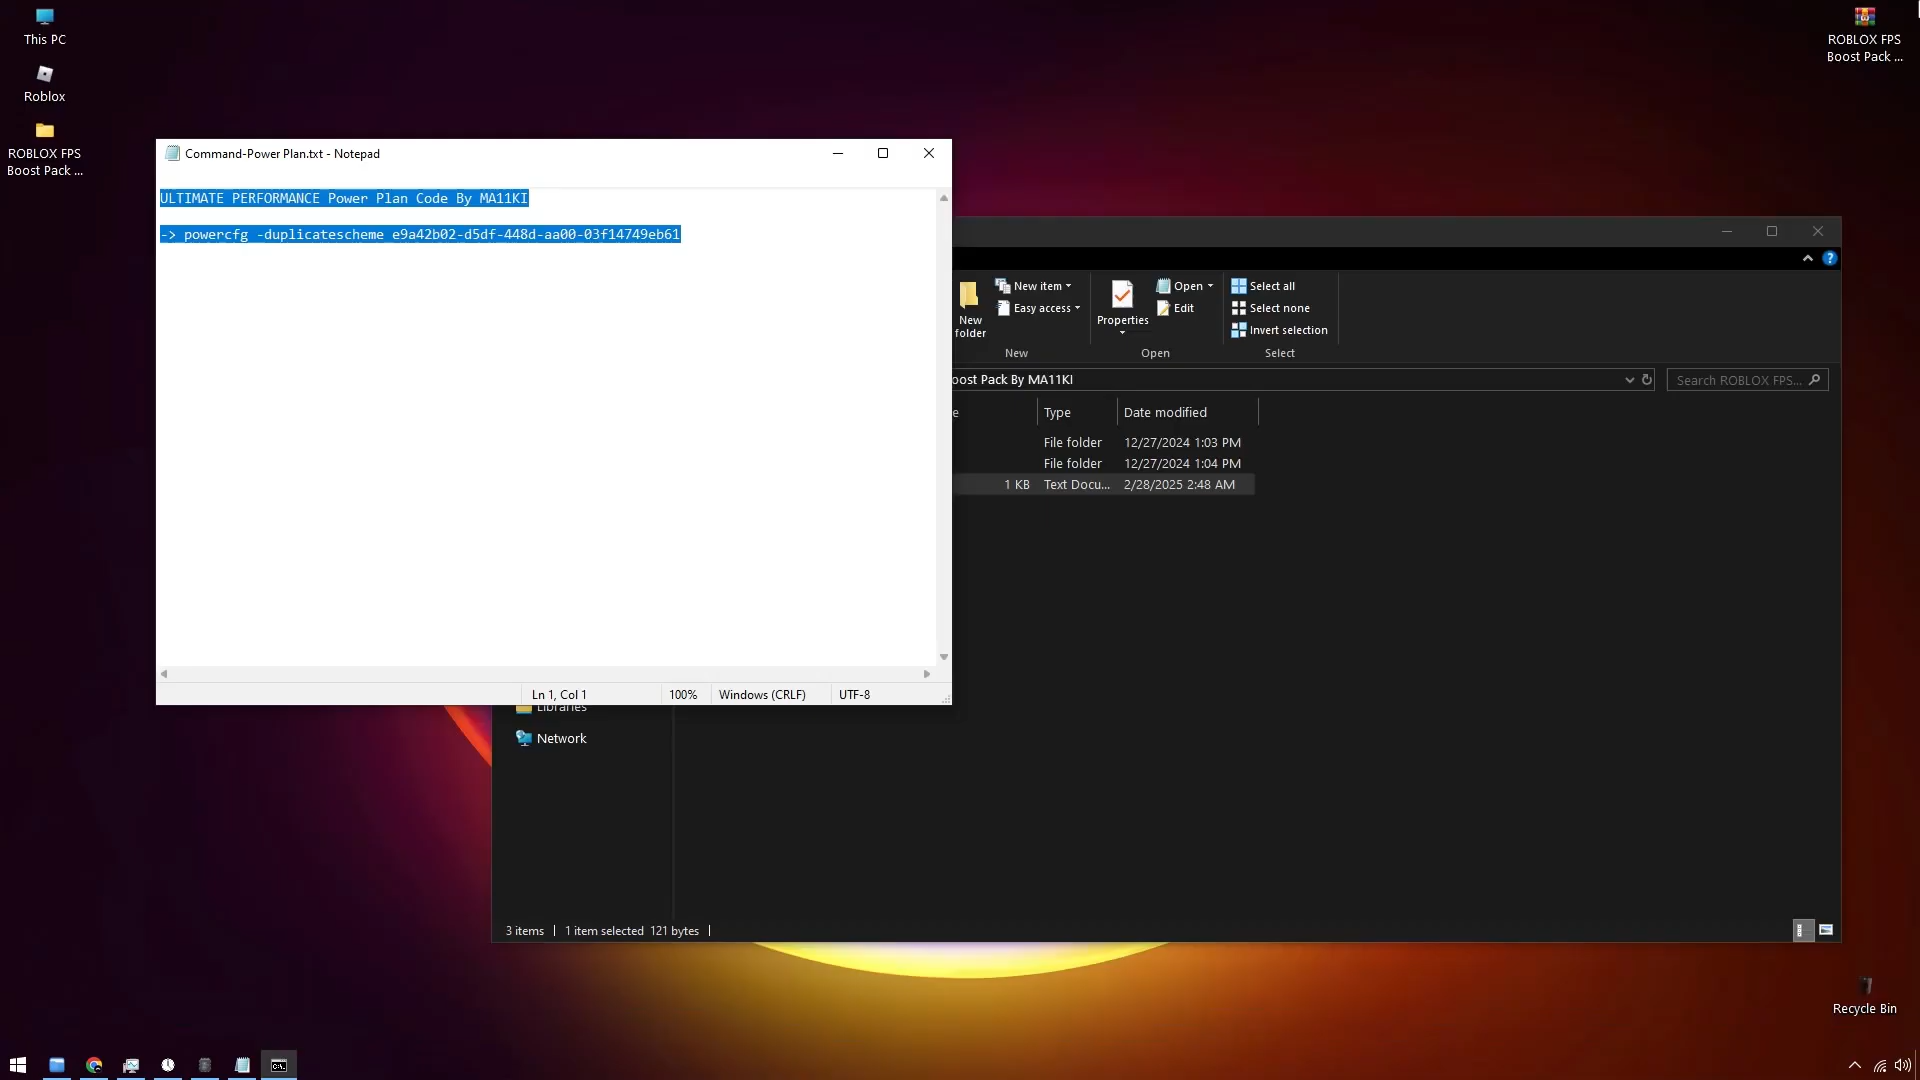 This PC
Roblox
ROBLOX FPS
Boost Pack ...
ROBLOX FPS
Boost Pack ...
Command-Power Plan.txt - Notepad
ULTIMATE PERFORMANCE Power Plan Code By MA11KI
-> powercfg -duplicatescheme e9a42b02-d5df-448d-aa00-03f14749eb61
Ln 1, Col 1
100%
Windows (CRLF)
UTF-8
New
folder
New item
Easy access
New
Properties
Open
Edit
Open
Select all
Select none
Invert selection
Select
oost Pack By MA11KI
Search ROBLOX FPS...
e
Type
Date modified
File folder
12/27/2024 1:03 PM
File folder
12/27/2024 1:04 PM
1 KB
Text Docu...
2/28/2025 2:48 AM
Libraries
Network
3 items
1 item selected 121 bytes
Recycle Bin